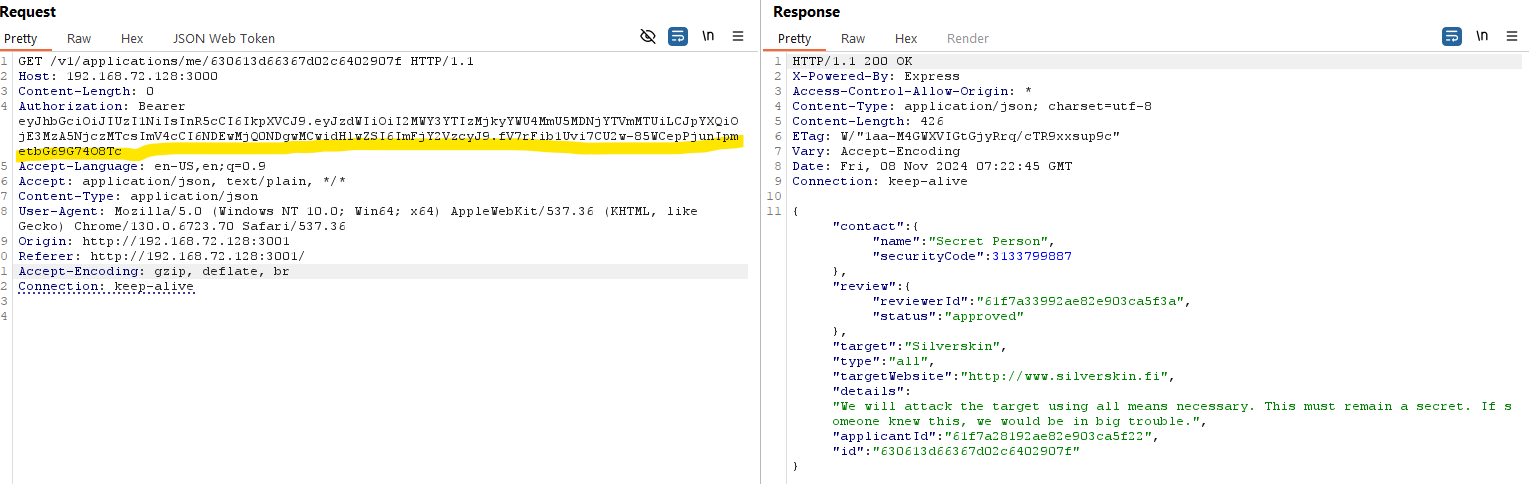 Request
Pretty Raw Hex JSON Web Token \n
1 GET /v1/applications/me/630613d66367d02c6402907f HTTP/1.1
2 Host: 192.168.72.128:3000
3 Content-Length: 0
4 Authorization: Bearer
eyJhbGciOiJIUzI1NiIsInR5cCI6IkpXVCJ9.eyJzdWIiOiI2MWY3YTIzMjkyYWU4MmU5MDNjYTVmMTUiLCJpYXQiO
jE3MzA5NjczMTcsImV4cCI6NDEwMjQ0NDgwMCwidHlwZSI6ImFjY2VzcyJ9.fV7rFib1Uvi7CU2w-85WCepPjunIpm
etbG69G74O8Tc
5 Accept-Language: en-US,en;q=0.9
6 Accept: application/json, text/plain, */*
7 Content-Type: application/json
8 User-Agent: Mozilla/5.0 (Windows NT 10.0; Win64; x64) AppleWebKit/537.36 (KHTML, like
Gecko) Chrome/130.0.6723.70 Safari/537.36
9 Origin: http://192.168.72.128:3001
0 Referer: http://192.168.72.128:3001/
1 Accept-Encoding: gzip, deflate, br
2 Connection: keep-alive
3
4
Response
Pretty Raw Hex Render \n
1 HTTP/1.1 200 OK
2 X-Powered-By: Express
3 Access-Control-Allow-Origin: *
4 Content-Type: application/json; charset=utf-8
5 Content-Length: 426
6 ETag: W/"1aa-M4GWXVIGtGjyRrq/cTR9xxsup9c"
7 Vary: Accept-Encoding
8 Date: Fri, 08 Nov 2024 07:22:45 GMT
9 Connection: keep-alive
10
11 {
"contact":{
"name":"Secret Person",
"securityCode":3133799887
},
"review":{
"reviewerId":"61f7a33992ae82e903ca5f3a",
"status":"approved"
},
"target":"Silverskin",
"type":"all",
"targetWebsite":"http://www.silverskin.fi",
"details":
"We will attack the target using all means necessary. This must remain a secret. If s
omeone knew this, we would be in big trouble.",
"applicantId":"61f7a28192ae82e903ca5f22",
"id":"630613d66367d02c6402907f"
}